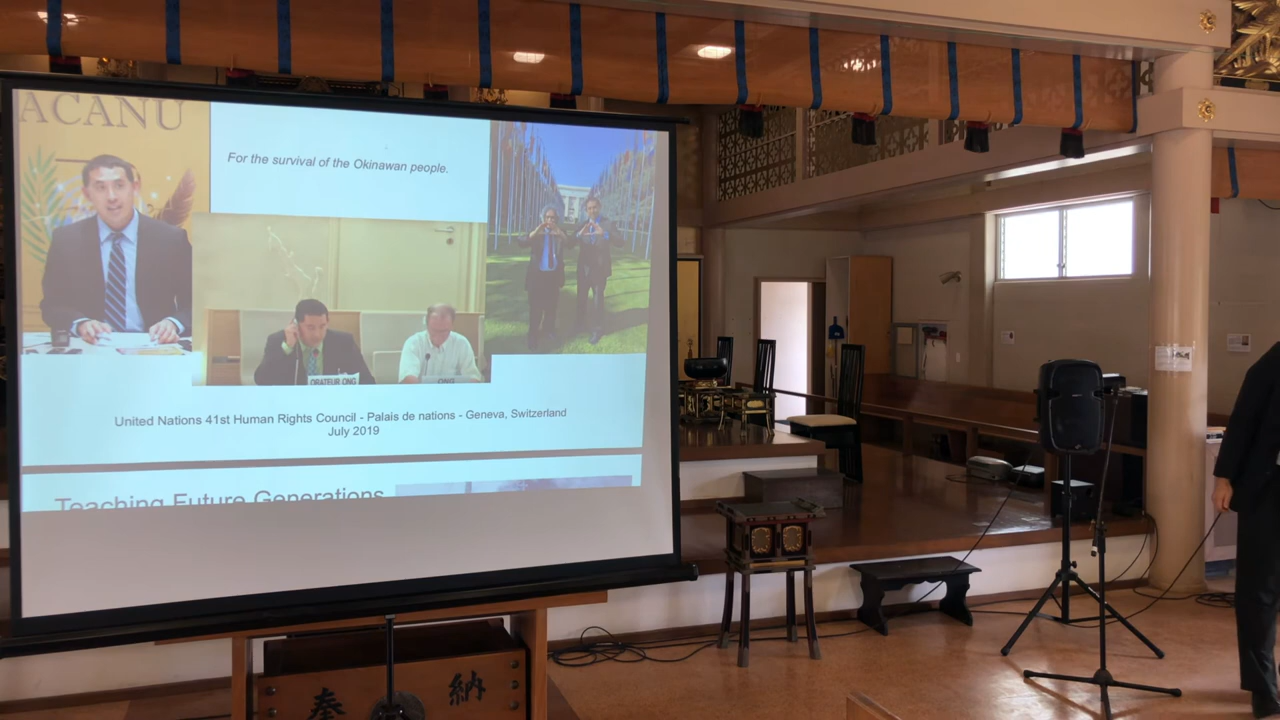 ACANU
For the survival of the Okinawan people.
ORATEUR ONG
ONG
United Nations 41st Human Rights Council - Palais de nations - Geneva, Switzerland
July 2019
Teaching Future Generations
奉 納